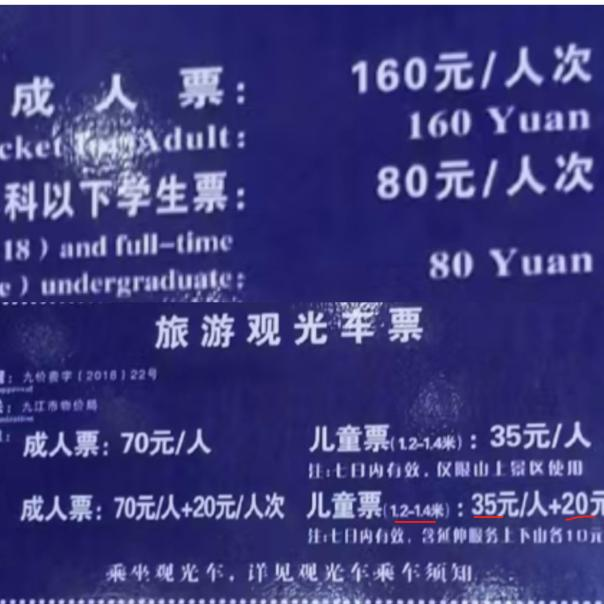 成人票: 160元/人次
cket for Adult: 160 Yuan
科以下学生票: 80元/人次
18) and full-time
e) undergraduate: 80 Yuan
旅游观光车票
九价费字(2018)22号
九江市物价局
成人票: 70元/人 儿童票(1.2-1.4米): 35元/人
注:七日内有效,仅限山上景区使用
成人票: 70元/人+20元/人次 儿童票(1.2-1.4米): 35元/人+20元
注:七日内有效,含延伸服务上下山各10元
乘坐观光车,详见观光车乘车须知